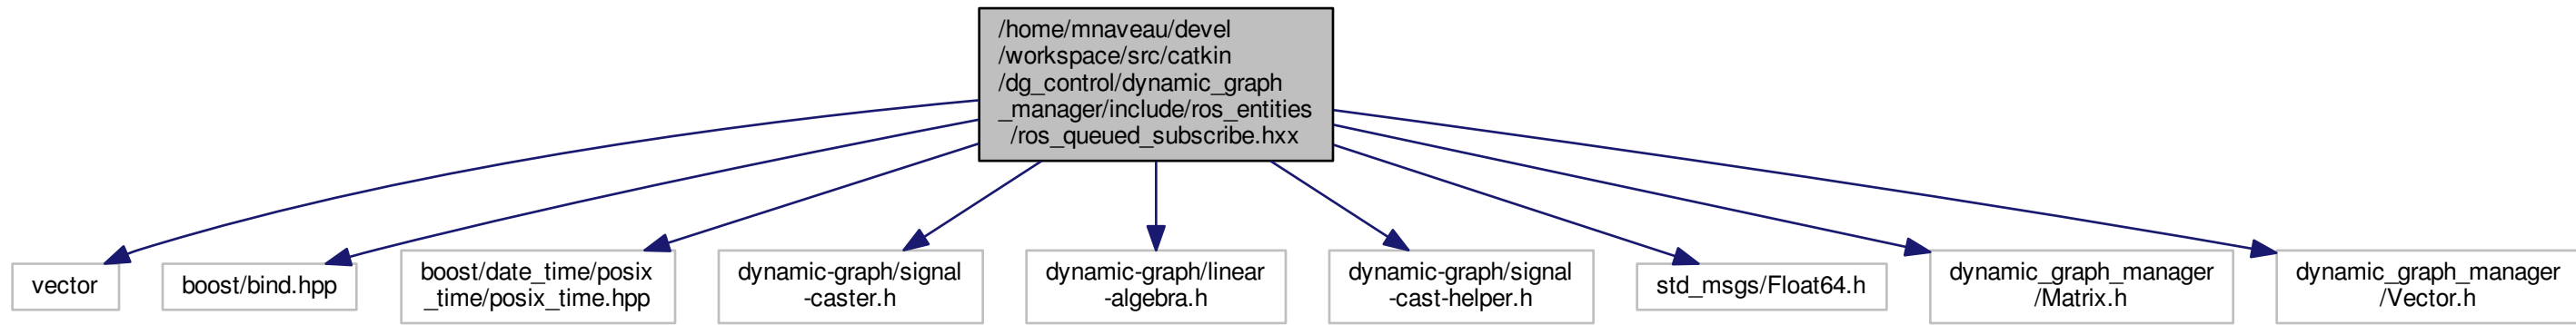 /home/mnaveau/devel
/workspace/src/catkin
/dg_control/dynamic_graph
_manager/include/ros_entities
/ros_queued_subscribe.hxx
vector
boost/bind.hpp
boost/date_time/posix
_time/posix_time.hpp
dynamic-graph/signal
-caster.h
dynamic-graph/linear
-algebra.h
dynamic-graph/signal
-cast-helper.h
std_msgs/Float64.h
dynamic_graph_manager
/Matrix.h
dynamic_graph_manager
/Vector.h